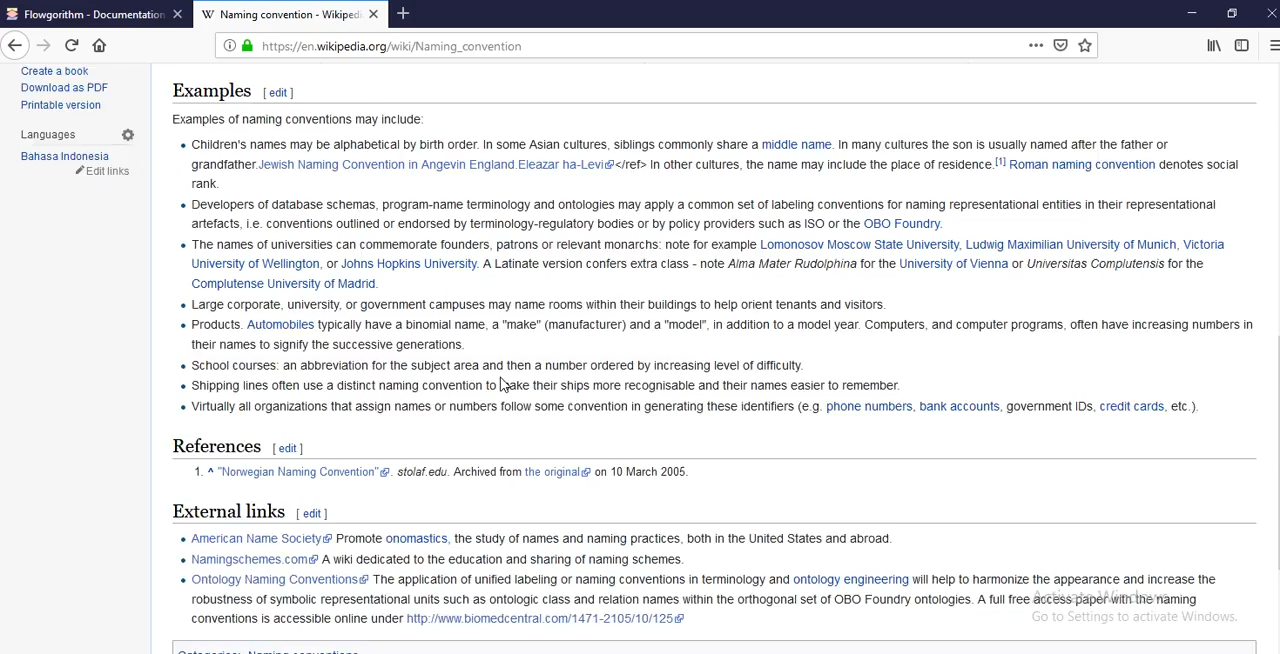 Flowgorithm - Documentation
W Naming convention - Wikipedi
https://en.wikipedia.org/wiki/Naming_convention
Create a book
Download as PDF
Printable version
Languages
Bahasa Indonesia
Edit links
Examples [ edit ]
Examples of naming conventions may include:
• Children's names may be alphabetical by birth order. In some Asian cultures, siblings commonly share a middle name. In many cultures the son is usually named after the father or
grandfather.Jewish Naming Convention in Angevin England.Eleazar ha-Levi</ref> In other cultures, the name may include the place of residence.[1] Roman naming convention denotes social
rank.
• Developers of database schemas, program-name terminology and ontologies may apply a common set of labeling conventions for naming representational entities in their representational
artefacts, i.e. conventions outlined or endorsed by terminology-regulatory bodies or by policy providers such as ISO or the OBO Foundry.
• The names of universities can commemorate founders, patrons or relevant monarchs: note for example Lomonosov Moscow State University, Ludwig Maximilian University of Munich, Victoria
University of Wellington, or Johns Hopkins University. A Latinate version confers extra class - note Alma Mater Rudolphina for the University of Vienna or Universitas Complutensis for the
Complutense University of Madrid.
• Large corporate, university, or government campuses may name rooms within their buildings to help orient tenants and visitors.
• Products. Automobiles typically have a binomial name, a "make" (manufacturer) and a "model", in addition to a model year. Computers, and computer programs, often have increasing numbers in
their names to signify the successive generations.
• School courses: an abbreviation for the subject area and then a number ordered by increasing level of difficulty.
• Shipping lines often use a distinct naming convention to make their ships more recognisable and their names easier to remember.
• Virtually all organizations that assign names or numbers follow some convention in generating these identifiers (e.g. phone numbers, bank accounts, government IDs, credit cards, etc.).
References [ edit ]
1. ^ "Norwegian Naming Convention". stolaf.edu. Archived from the original on 10 March 2005.
External links [ edit ]
• American Name Society Promote onomastics, the study of names and naming practices, both in the United States and abroad.
• Namingschemes.com A wiki dedicated to the education and sharing of naming schemes.
• Ontology Naming Conventions The application of unified labeling or naming conventions in terminology and ontology engineering will help to harmonize the appearance and increase the
robustness of symbolic representational units such as ontologic class and relation names within the orthogonal set of OBO Foundry ontologies. A full free access paper with the naming
conventions is accessible online under http://www.biomedcentral.com/1471-2105/10/125
Activate Windows
Go to Settings to activate Windows.
Categories: Naming conventions